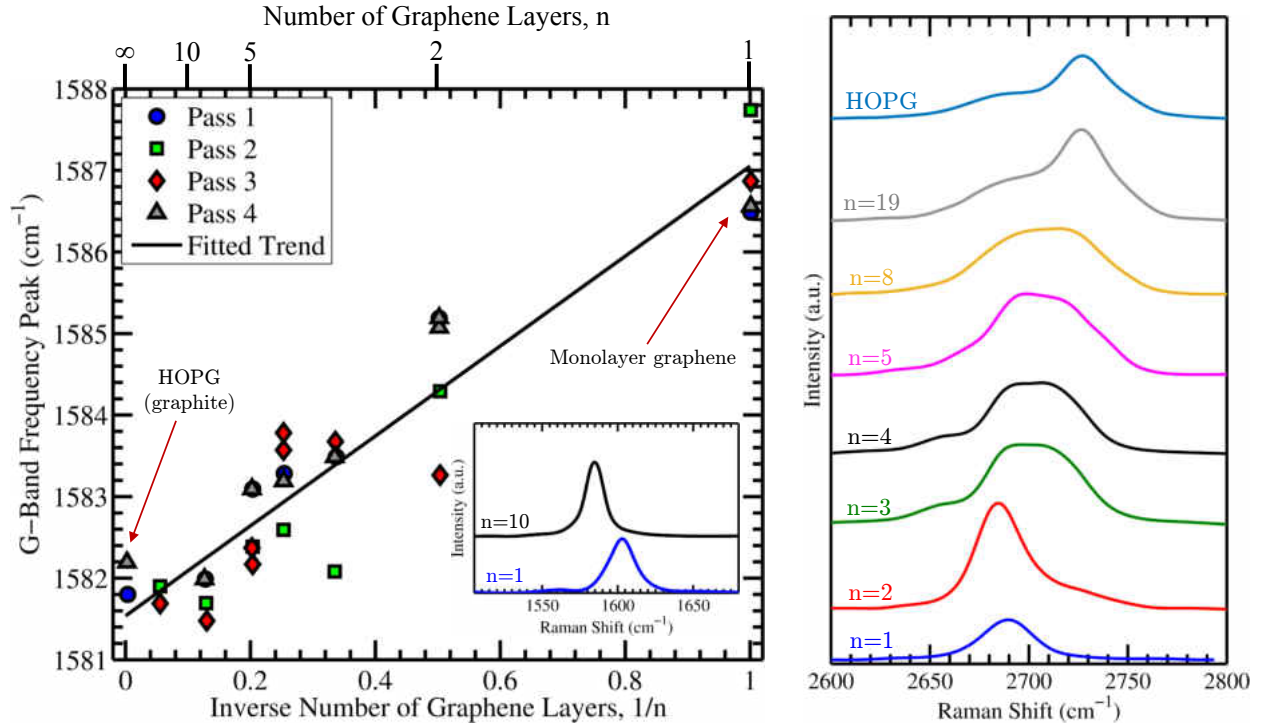 Number of Graphene Layers, n
∞ 10 5 2 1
1588
1587
1586
1585
1584
1583
1582
1581
G−Band Frequency Peak (cm⁻¹)
Pass 1
Pass 2
Pass 3
Pass 4
Fitted Trend
HOPG
(graphite)
Monolayer graphene
Intensity (a.u.)
n=10
n=1
1550 1600 1650
Raman Shift (cm⁻¹)
0 0.2 0.4 0.6 0.8 1
Inverse Number of Graphene Layers, 1/n
Intensity (a.u.)
HOPG
n=19
n=8
n=5
n=4
n=3
n=2
n=1
2600 2650 2700 2750 2800
Raman Shift (cm⁻¹)